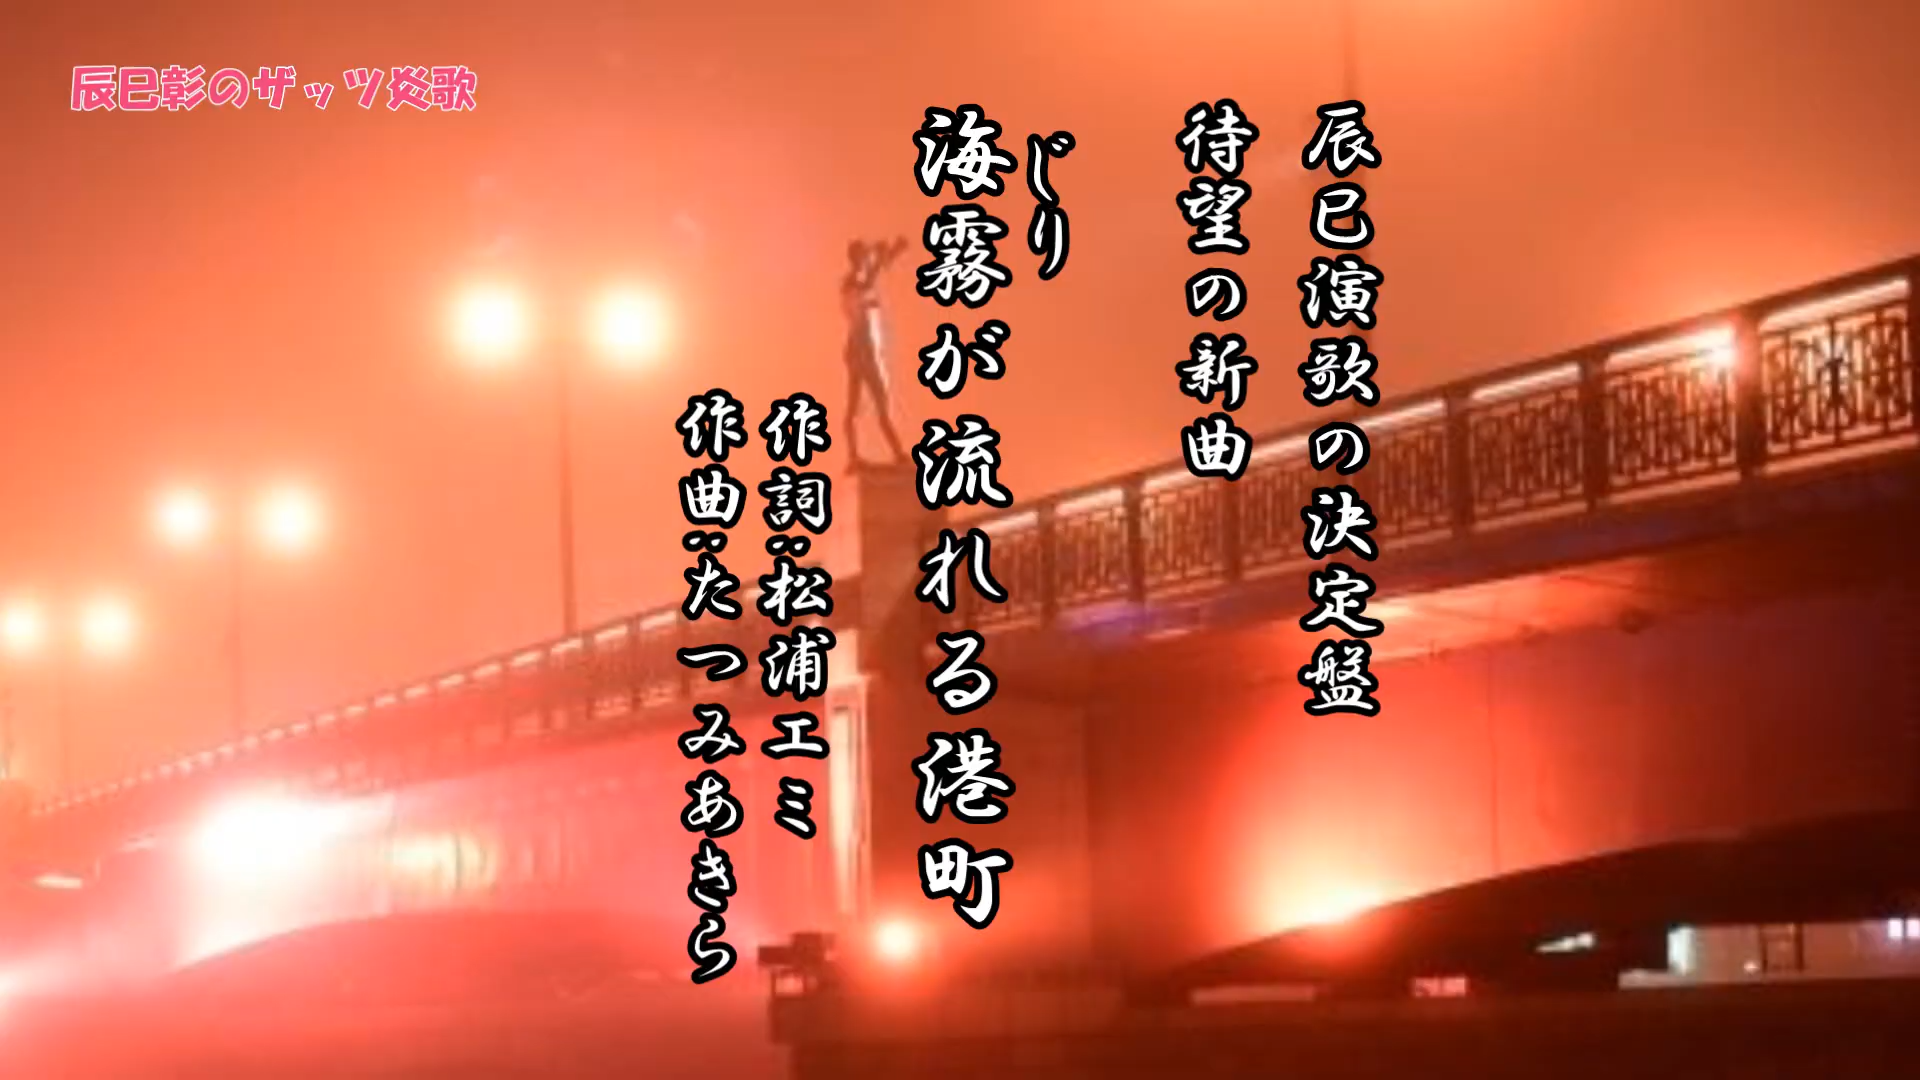 辰巳彰のザッツ炎歌
辰巳演歌の決定盤
待望の新曲
じり
海霧が流れる港町
作詞:松浦エミ
作曲:たつみあきら